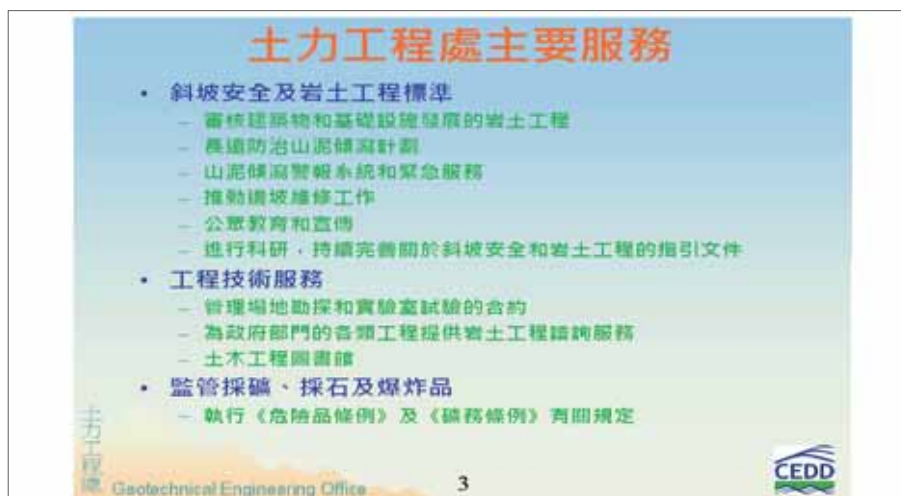 土力工程處主要服務
• 斜坡安全及岩土工程標準
– 審核建築物和基礎設施發展的岩土工程
– 長遠防治山泥傾瀉計劃
– 山泥傾瀉警報系統和緊急服務
– 推動邊坡維修工作
– 公眾教育和宣傳
– 進行科研，持續完善關於斜坡安全和岩土工程的指引文件
• 工程技術服務
– 管理場地勘探和實驗室試驗的合約
– 為政府部門的各類工程提供岩土工程諮詢服務
– 土木工程圖書館
• 監管採礦、採石及爆炸品
– 執行《危險品條例》及《礦務條例》有關規定
土力工程處
Geotechnical Engineering Office
3
CEDD